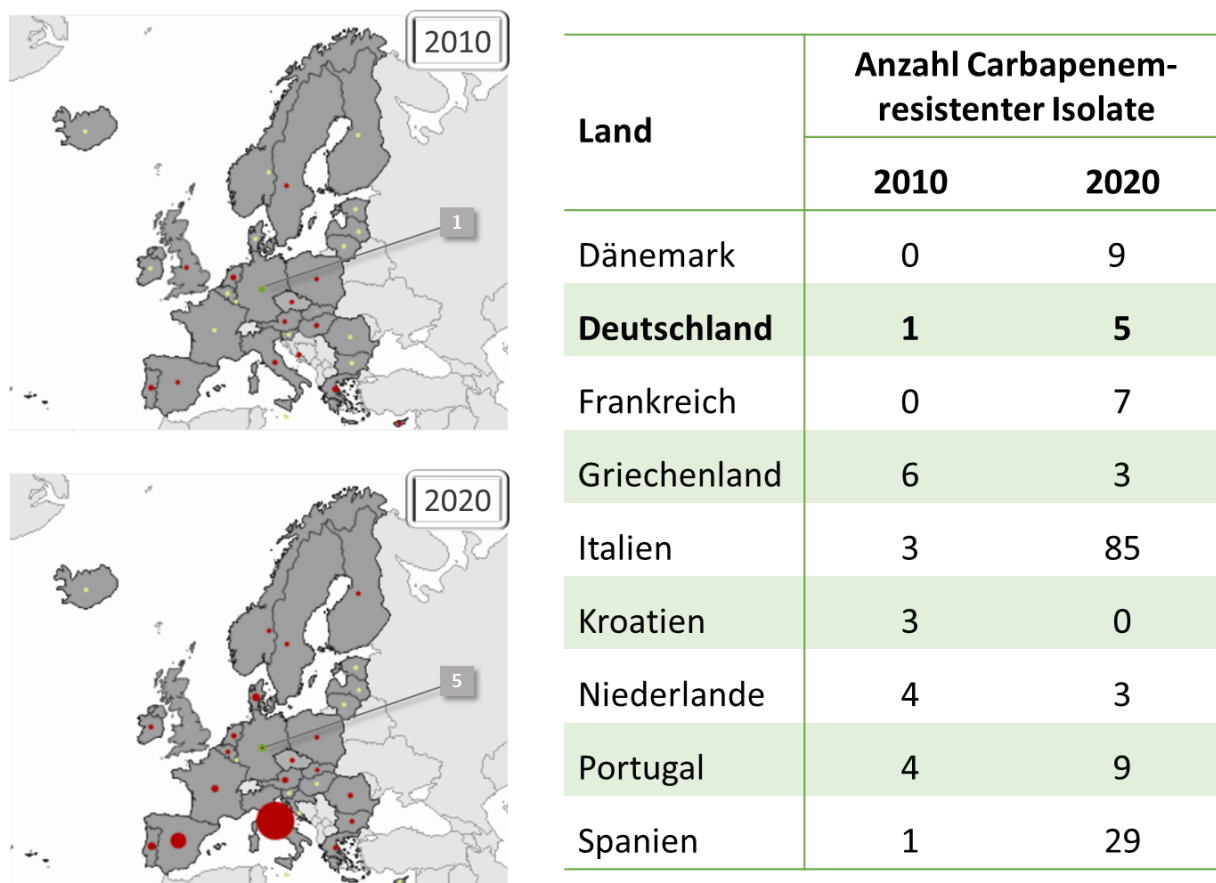 2010
1
2020
5
Land
Anzahl Carbapenem-
resistenter Isolate
2010 2020
Dänemark 0 9
Deutschland 1 5
Frankreich 0 7
Griechenland 6 3
Italien 3 85
Kroatien 3 0
Niederlande 4 3
Portugal 4 9
Spanien 1 29